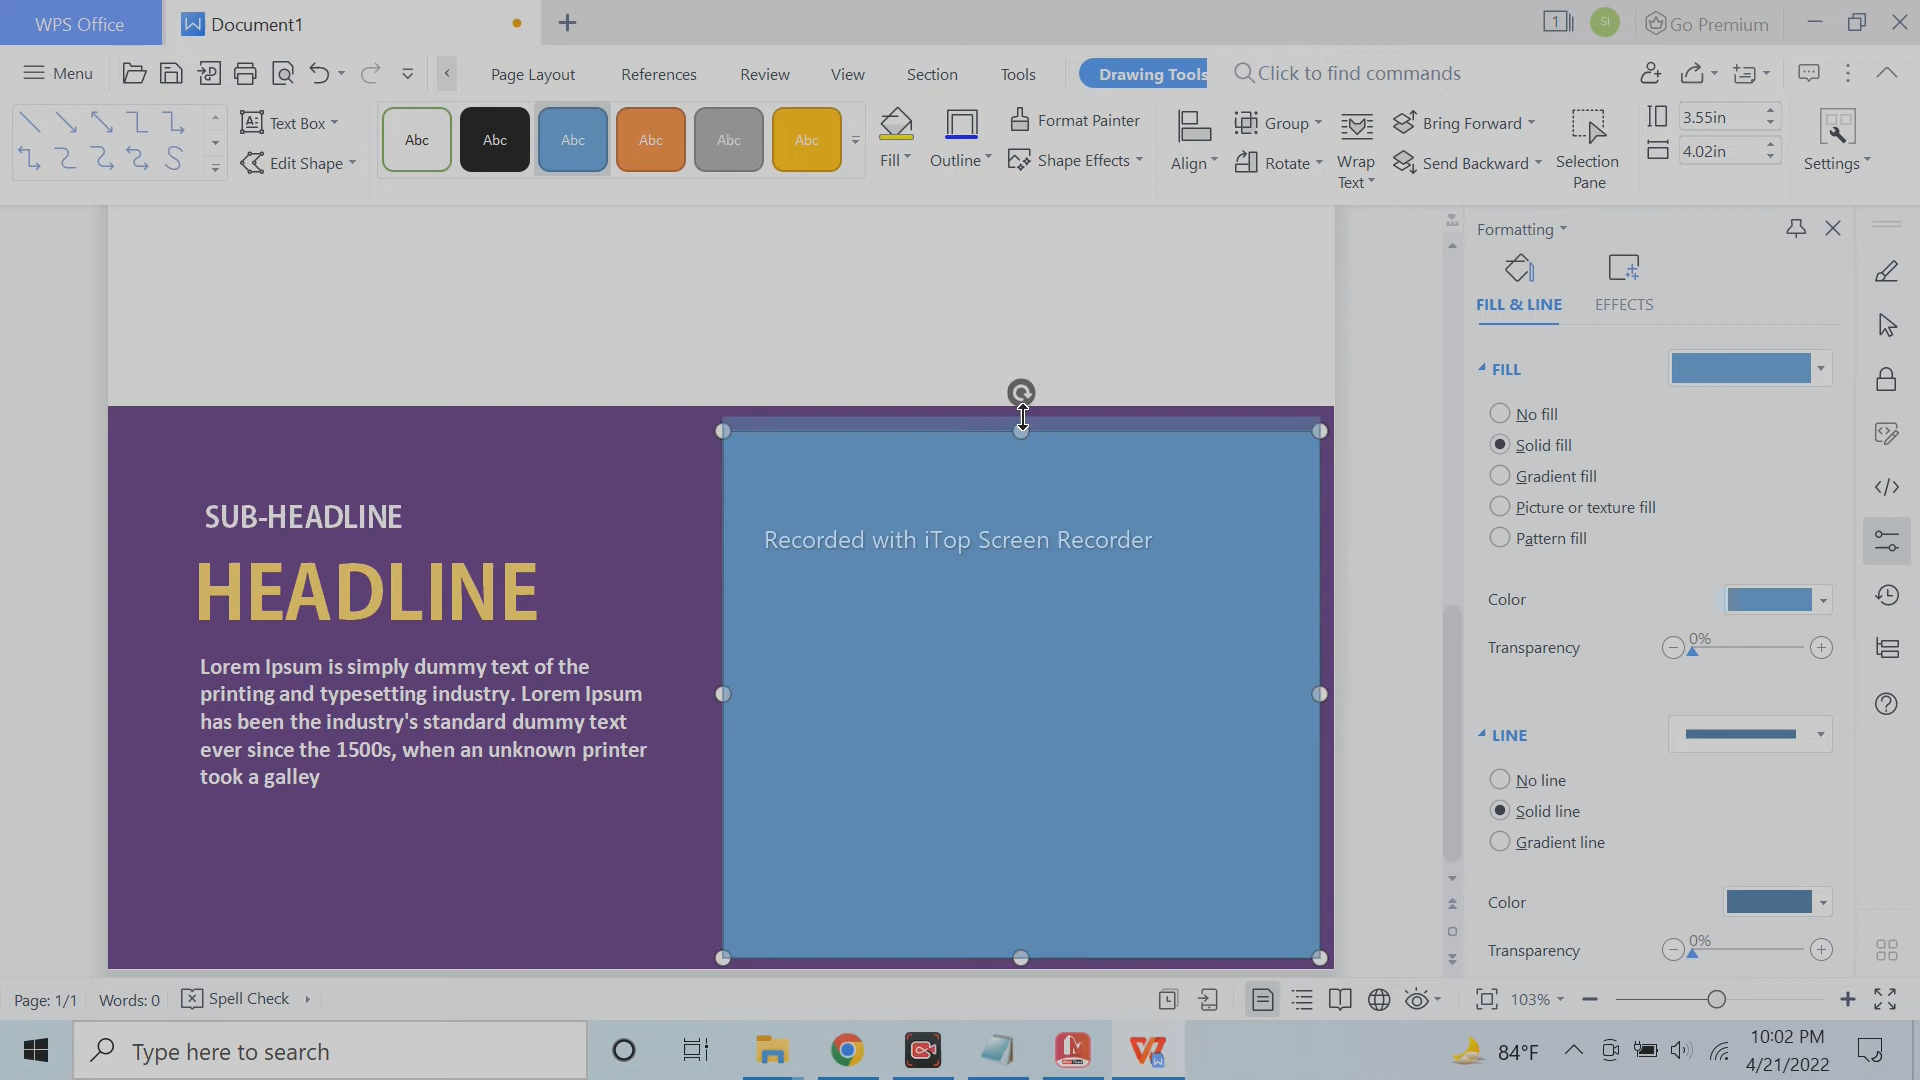 WPS Office
Document1
1
SI
Go Premium
Menu
Page Layout
References
Review
View
Section
Tools
Drawing Tools
Click to find commands
Text Box
Edit Shape
Abc
Abc
Abc
Abc
Abc
Abc
Fill
Outline
Format Painter
Shape Effects
Align
Group
Rotate
Wrap
Text
Bring Forward
Send Backward
Selection
Pane
3.55in
4.02in
Settings
Formatting
FILL & LINE
EFFECTS
FILL
No fill
Solid fill
Gradient fill
Picture or texture fill
Pattern fill
Color
Transparency
0%
LINE
No line
Solid line
Gradient line
Color
Transparency
0%
SUB-HEADLINE
HEADLINE
Lorem Ipsum is simply dummy text of the
printing and typesetting industry. Lorem Ipsum
has been the industry's standard dummy text
ever since the 1500s, when an unknown printer
took a galley
Recorded with iTop Screen Recorder
Page: 1/1
Words: 0
Spell Check
103%
Type here to search
84°F
10:02 PM
4/21/2022